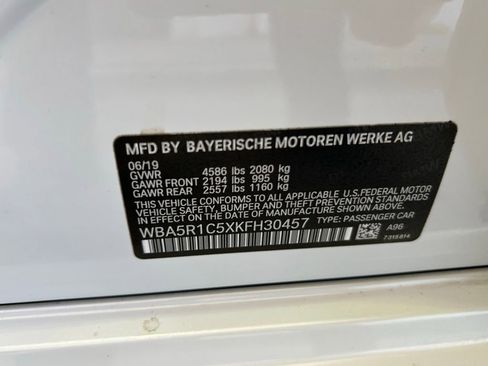 MFD BY BAYERISCHE MOTOREN WERKE AG
06/19
GVWR 4586 lbs 2080 kg
GAWR FRONT 2194 lbs 995 kg
GAWR REAR 2557 lbs 1160 kg
THIS VEHICLE CONFORMS TO ALL APPLICABLE U.S. FEDERAL MOTOR
VEHICLE SAFETY, BUMPER, AND THEFT PREVENTION STANDARDS IN
EFFECT ON THE DATE OF MANUFACTURE SHOWN ABOVE.
WBA5R1C5XKFH30457 TYPE: PASSENGER CAR
A96
7315814